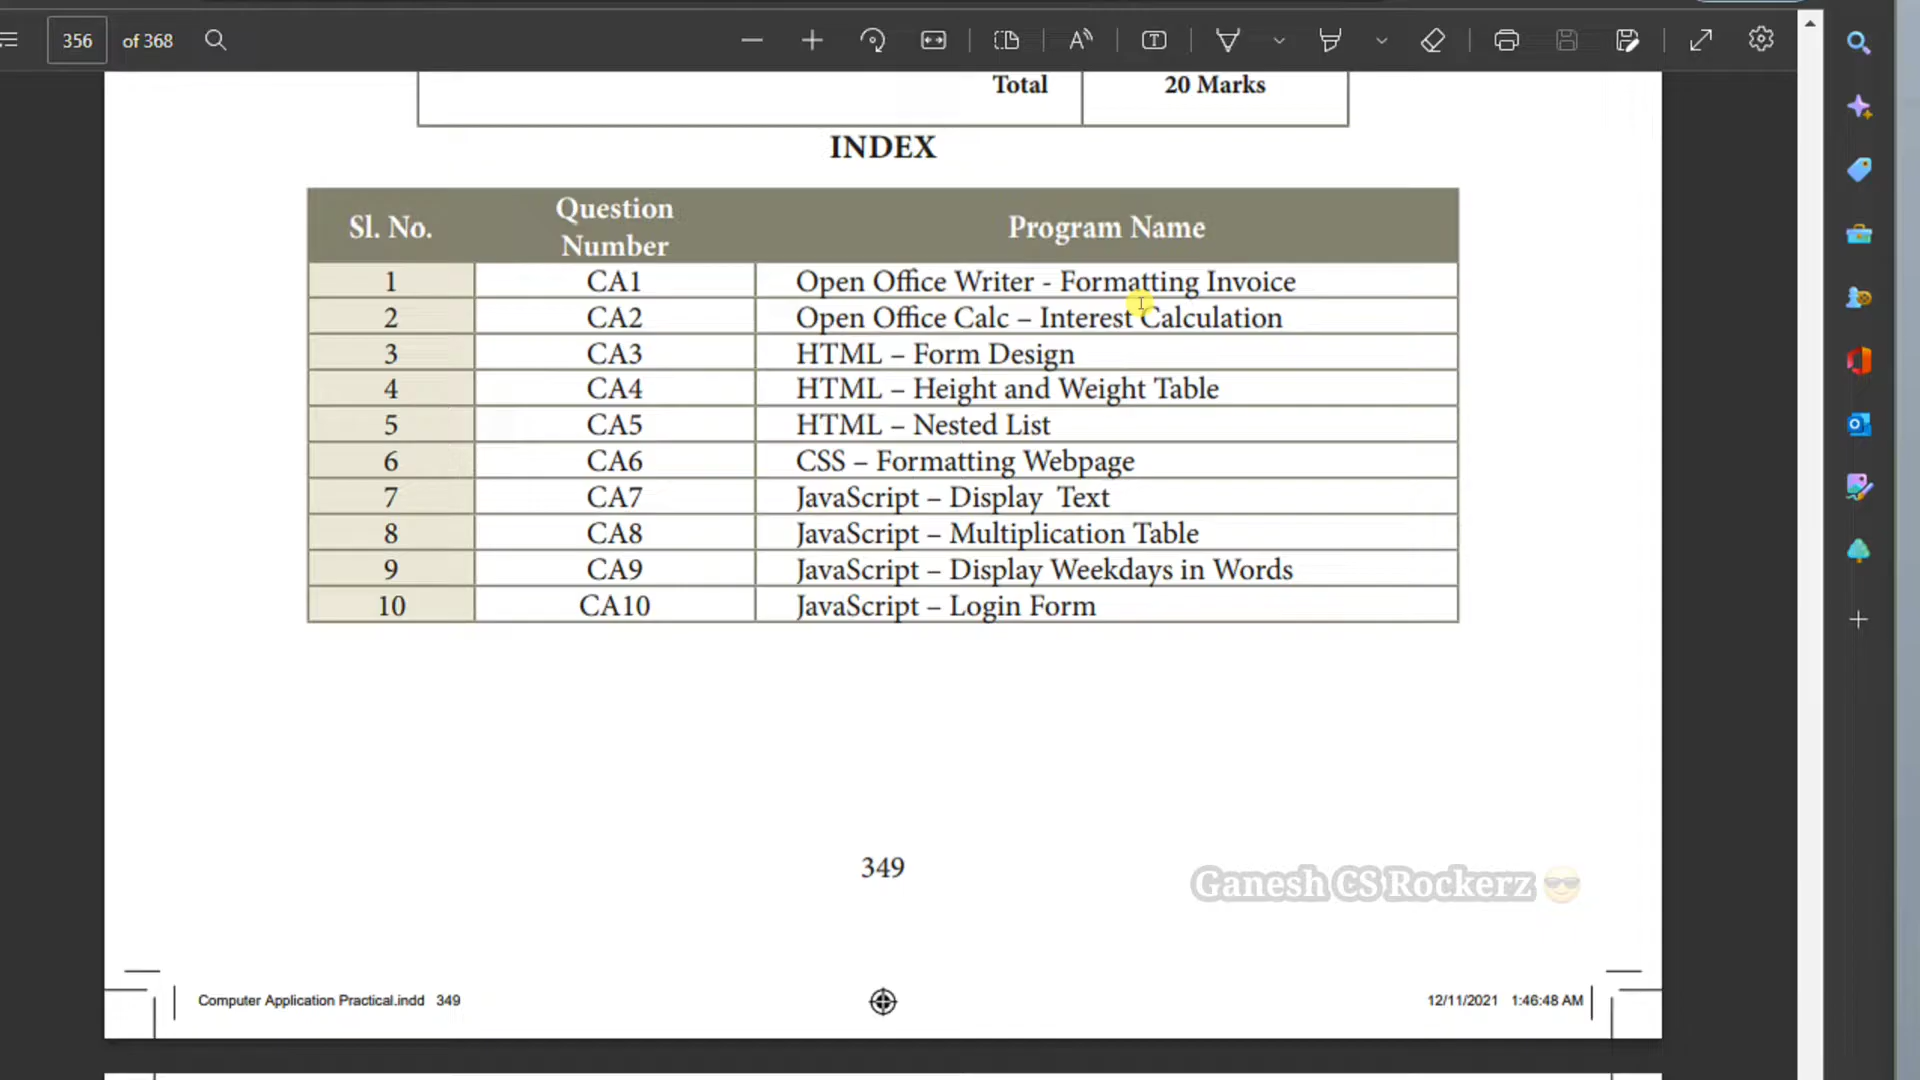 356 of 368
Total 20 Marks
INDEX
Sl. No. Question Number Program Name
1 CA1 Open Office Writer - Formatting Invoice
2 CA2 Open Office Calc – Interest Calculation
3 CA3 HTML – Form Design
4 CA4 HTML – Height and Weight Table
5 CA5 HTML – Nested List
6 CA6 CSS – Formatting Webpage
7 CA7 JavaScript – Display Text
8 CA8 JavaScript – Multiplication Table
9 CA9 JavaScript – Display Weekdays in Words
10 CA10 JavaScript – Login Form
349
Ganesh CS Rockerz 😎
Computer Application Practical.indd 349 12/11/2021 1:46:48 AM